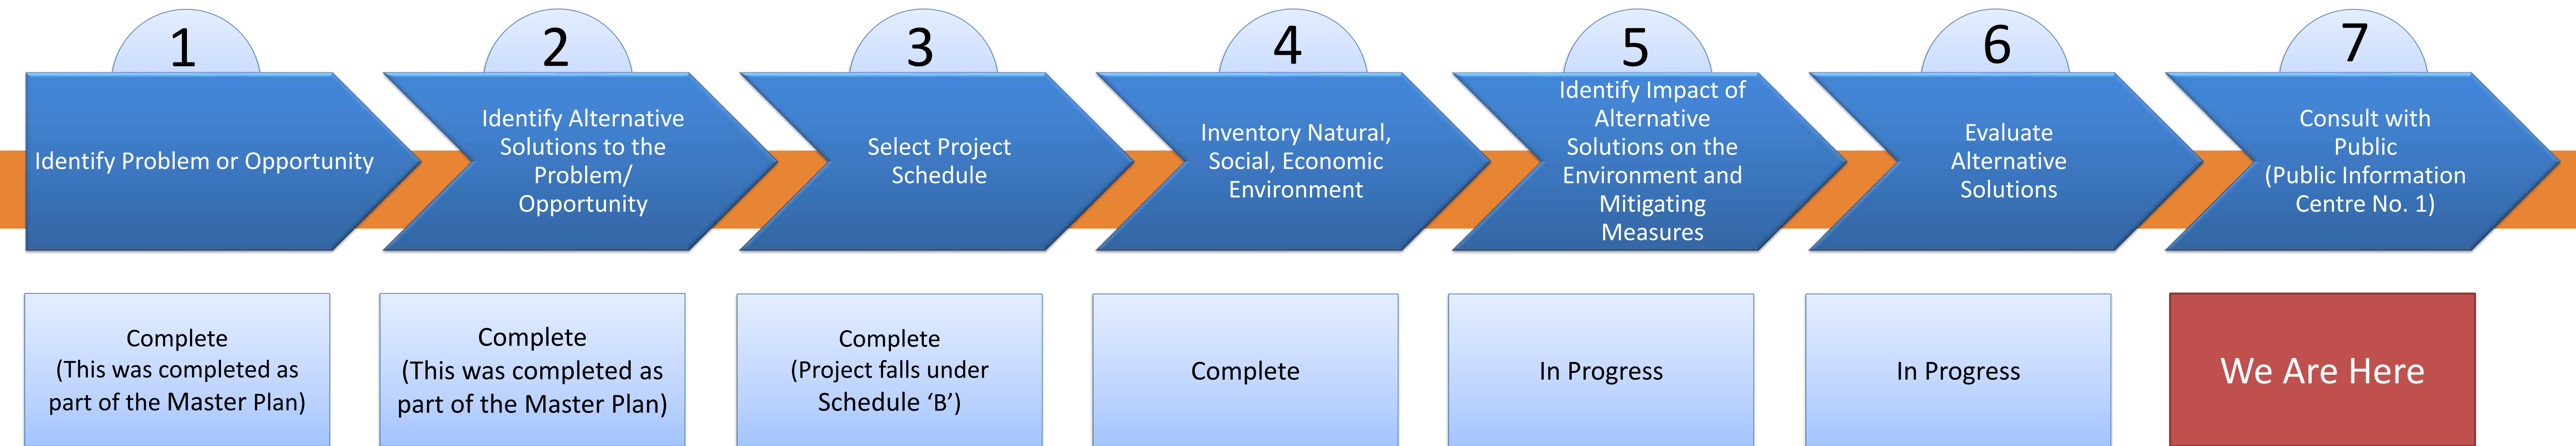 1
Identify Problem or Opportunity
Complete
(This was completed as
part of the Master Plan)
2
Identify Alternative
Solutions to the
Problem/
Opportunity
Complete
(This was completed as
part of the Master Plan)
3
Select Project
Schedule
Complete
(Project falls under
Schedule ‘B’)
4
Inventory Natural,
Social, Economic
Environment
Complete
5
Identify Impact of
Alternative
Solutions on the
Environment and
Mitigating
Measures
In Progress
6
Evaluate
Alternative
Solutions
In Progress
7
Consult with
Public
(Public Information
Centre No. 1)
We Are Here